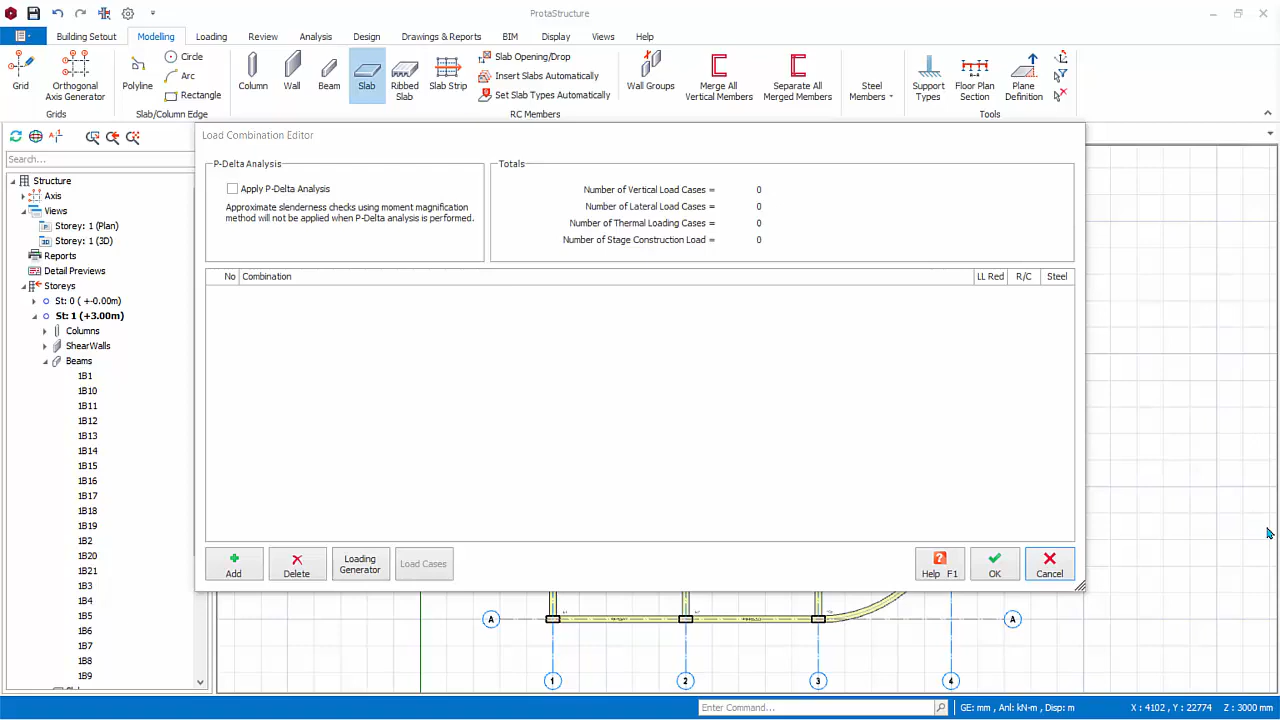 ProtaStructure
Building Setout
Modelling
Loading
Review
Analysis
Design
Drawings & Reports
BIM
Display
Views
Help
Grid
Orthogonal
Axis Generator
Grids
Polyline
Circle
Arc
Rectangle
Slab/Column Edge
Column
Wall
Beam
Slab
Ribbed
Slab
Slab Strip
Slab Opening/Drop
Insert Slabs Automatically
Set Slab Types Automatically
RC Members
Wall Groups
Merge All
Vertical Members
Separate All
Merged Members
Steel
Members
Support
Types
Floor Plan
Section
Plane
Definition
Tools
Search...
Structure
Axis
Views
Storey: 1 (Plan)
Storey: 1 (3D)
Reports
Detail Previews
Storeys
St: 0 ( +-0.00m)
St: 1 (+3.00m)
Columns
ShearWalls
Beams
1B1
1B10
1B11
1B12
1B13
1B14
1B15
1B16
1B17
1B18
1B19
1B2
1B20
1B21
1B3
1B4
1B5
1B6
1B7
1B8
1B9
Load Combination Editor
P-Delta Analysis
Apply P-Delta Analysis
Approximate slenderness checks using moment magnification
method will not be applied when P-Delta analysis is performed.
Totals
Number of Vertical Load Cases = 0
Number of Lateral Load Cases = 0
Number of Thermal Loading Cases = 0
Number of Stage Construction Load = 0
No Combination LL Red R/C Steel
Add
Delete
Loading
Generator
Load Cases
Help F1
OK
Cancel
A
A
1
2
3
4
Enter Command...
GE: mm , Anl: kN-m , Disp: m
X : 4102 , Y : 22774
Z : 3000 mm